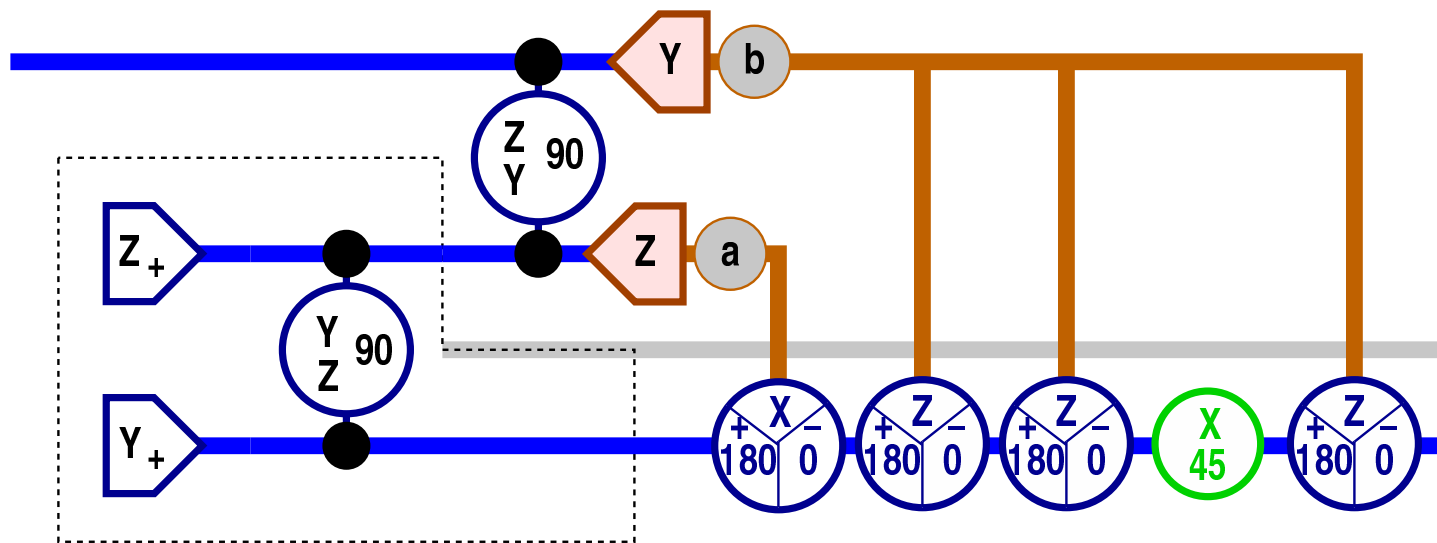 Y b
Z
Y 90
Z + Z a
Y
Z 90
Y +
X + − 180 0
Z + − 180 0
Z + − 180 0
X
45
Z + − 180 0